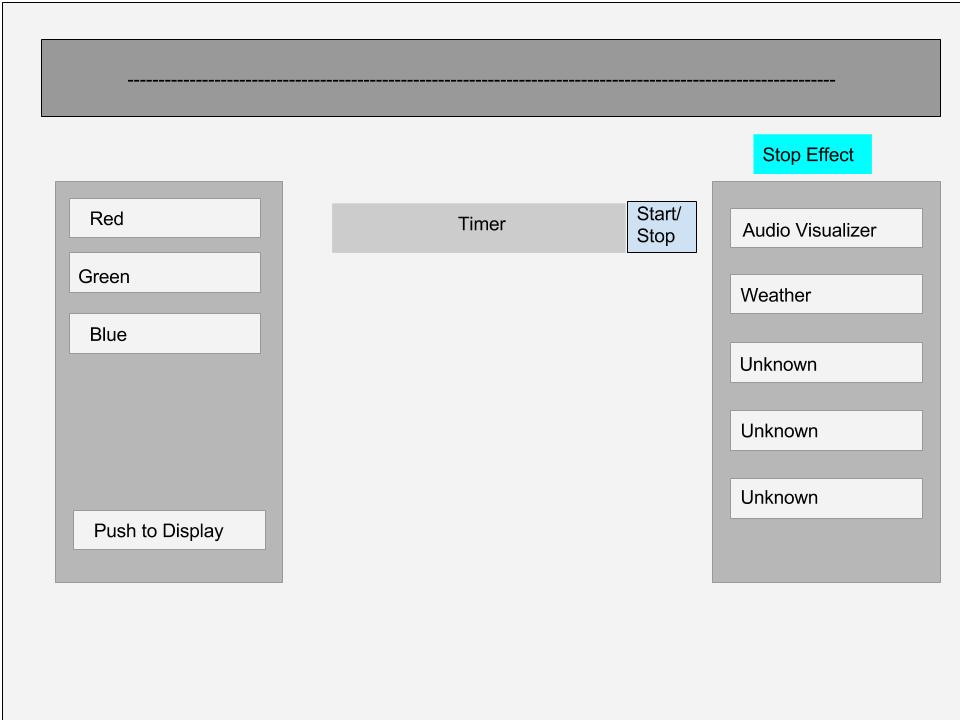 Stop Effect
Red
Green
Blue
Push to Display
Timer
Start/
Stop
Audio Visualizer
Weather
Unknown
Unknown
Unknown